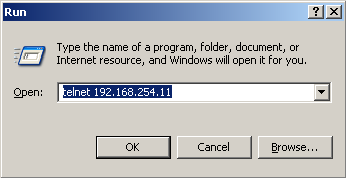 Run
Type the name of a program, folder, document, or
Internet resource, and Windows will open it for you.
Open: telnet 192.168.254.11
OK Cancel Browse...